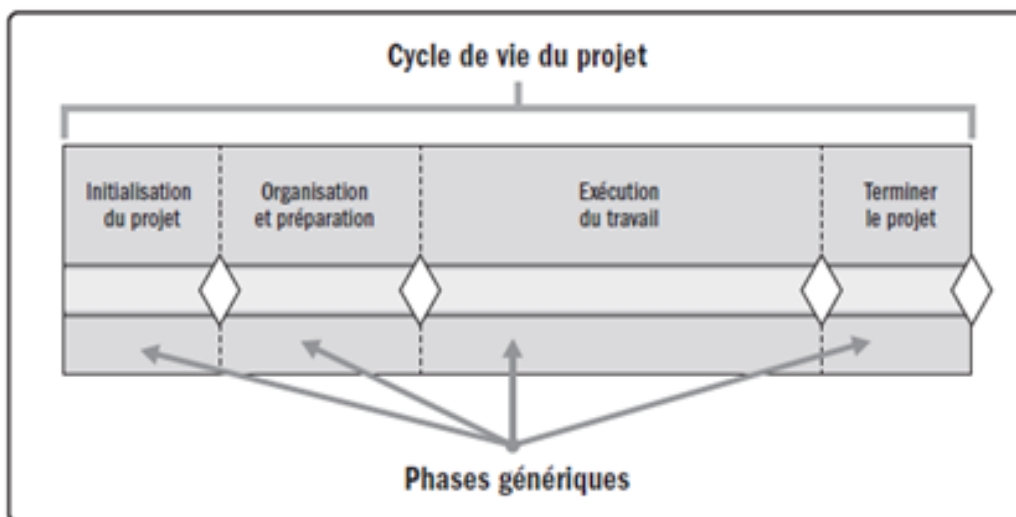 Cycle de vie du projet
Initialisation
du projet
Organisation
et préparation
Exécution
du travail
Terminer
le projet
Phases génériques